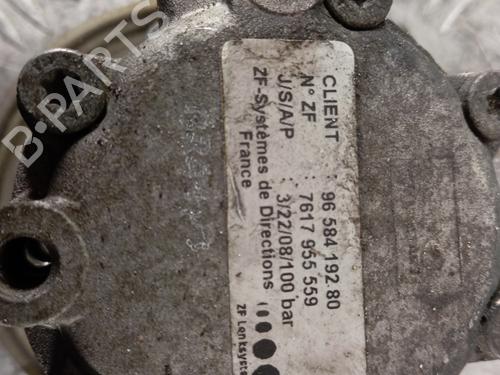 CLIENT : 96 584 192.80
N° ZF : 7617 955 559
J/S/A/P : 3/22/08/100 bar
ZF-Systèmes de Directions
France
ZF Lenksysteme
B-PARTS